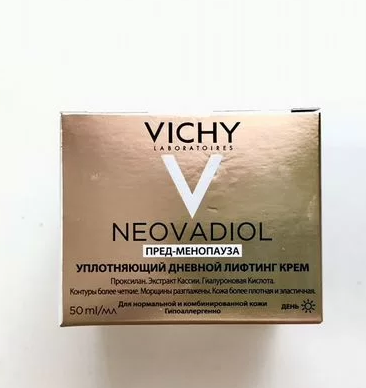 VICHY
LABORATOIRES
V
NEOVADIOL
ПРЕД-МЕНОПАУЗА
УПЛОТНЯЮЩИЙ ДНЕВНОЙ ЛИФТИНГ КРЕМ
Проксилан. Экстракт Кассии. Гиалуроновая Кислота.
Контуры более четкие. Морщины разглажены. Кожа более плотная и эластичная.
Для нормальной и комбинированной кожи
Гипоаллергенно
50 ml/мл
ДЕНЬ